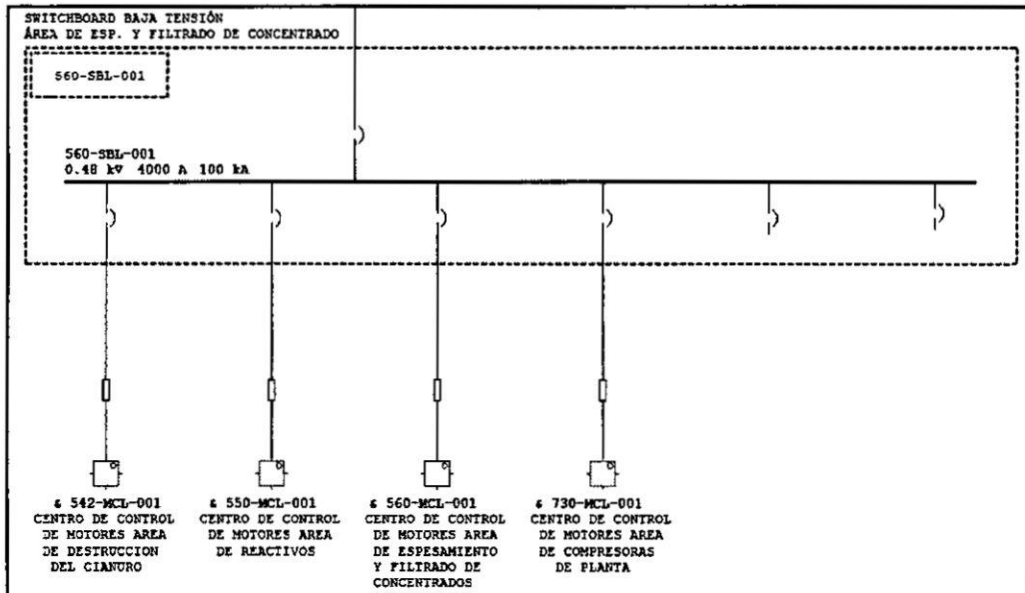 SWITCHBOARD BAJA TENSIÓN
ÁREA DE ESP. Y FILTRADO DE CONCENTRADO
560-SBL-001
560-SBL-001
0.48 kV 4000 A 100 kA
& 542-MCL-001
CENTRO DE CONTROL
DE MOTORES AREA
DE DESTRUCCION
DEL CIANURO
& 550-MCL-001
CENTRO DE CONTROL
DE MOTORES AREA
DE REACTIVOS
& 560-MCL-001
CENTRO DE CONTROL
DE MOTORES AREA
DE ESPESAMIENTO
Y FILTRADO DE
CONCENTRADOS
& 730-MCL-001
CENTRO DE CONTROL
DE MOTORES AREA
DE COMPRESORAS
DE PLANTA